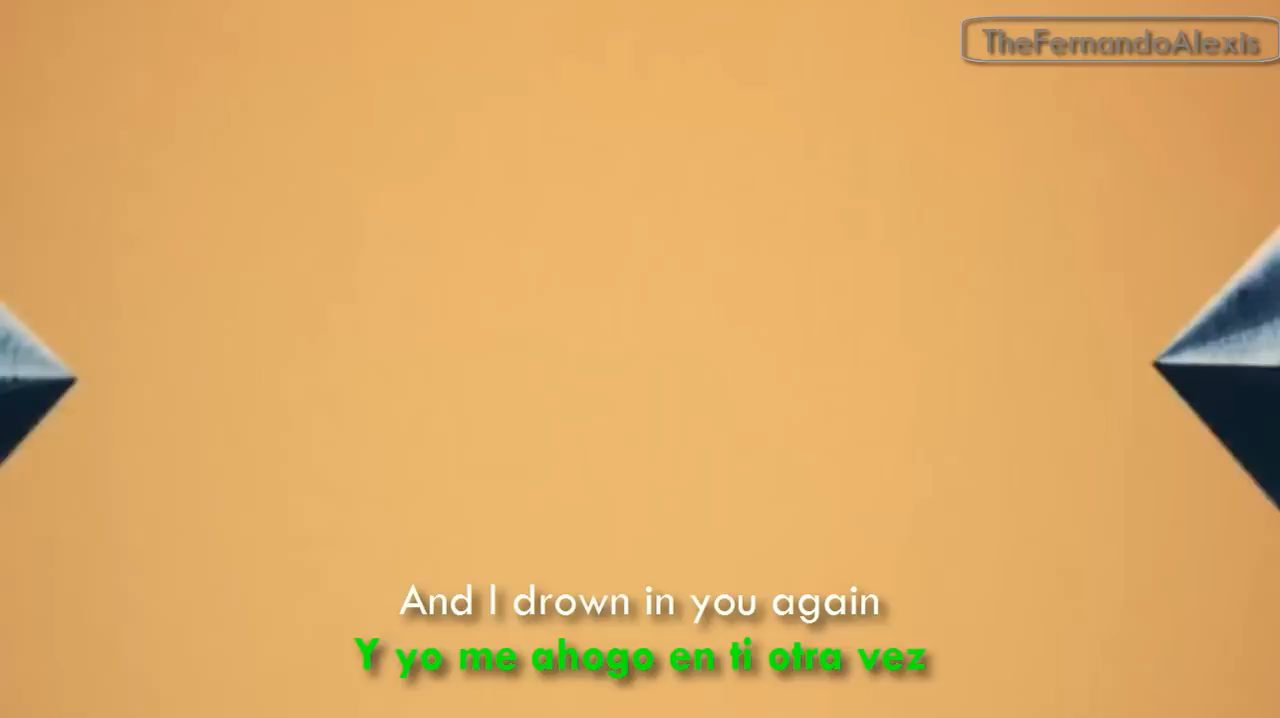 TheFernandoAlexis
And I drown in you again
Y yo me ahogo en ti otra vez